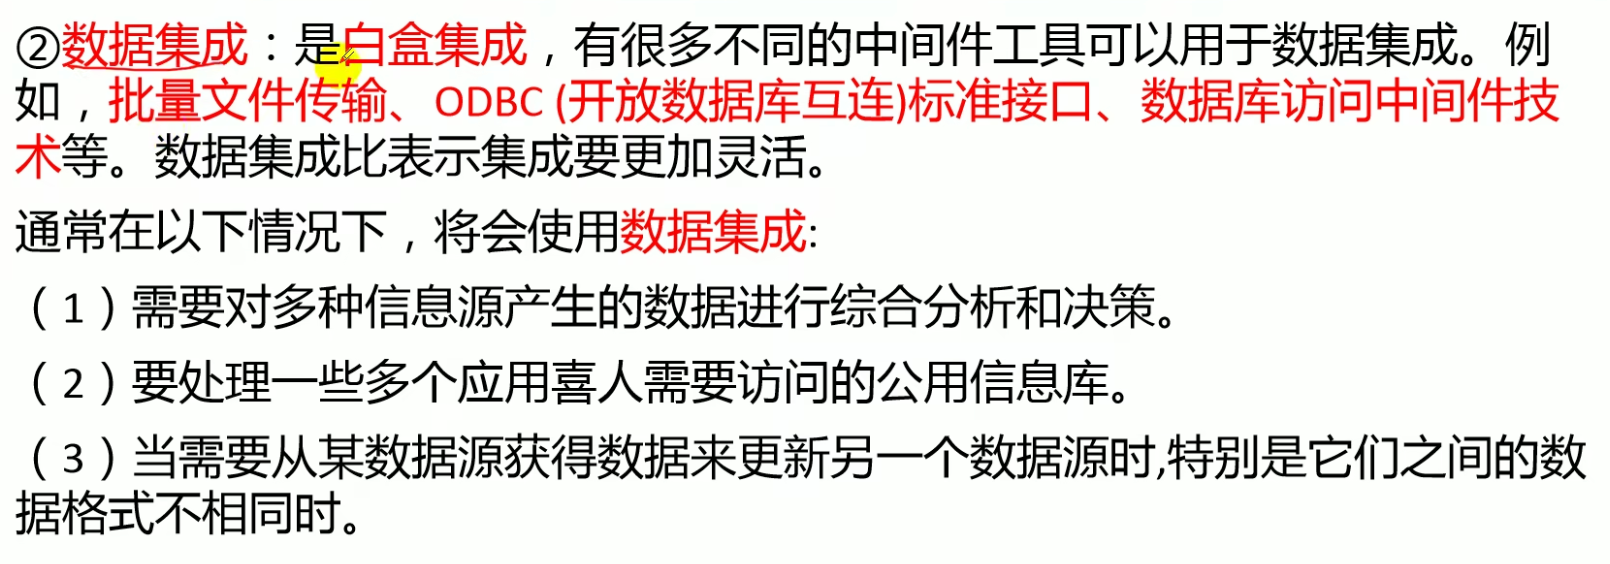 ②数据集成：是白盒集成，有很多不同的中间件工具可以用于数据集成。例
如，批量文件传输、ODBC (开放数据库互连)标准接口、数据库访问中间件技
术等。数据集成比表示集成要更加灵活。
通常在以下情况下，将会使用数据集成:
（1）需要对多种信息源产生的数据进行综合分析和决策。
（2）要处理一些多个应用喜人需要访问的公用信息库。
（3）当需要从某数据源获得数据来更新另一个数据源时,特别是它们之间的数
据格式不相同时。